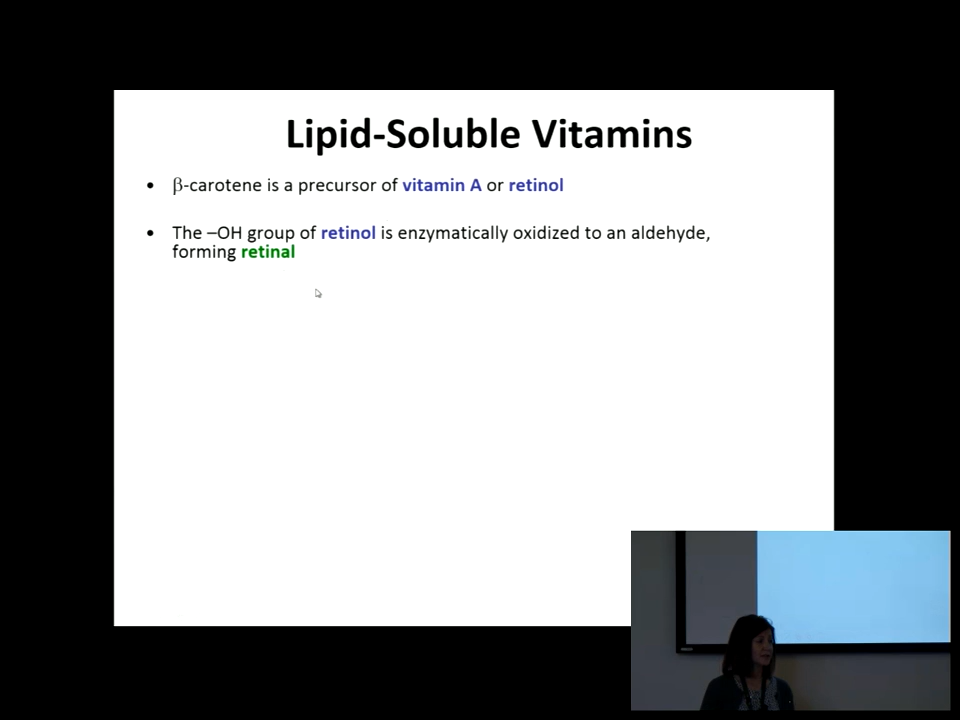 Lipid-Soluble Vitamins
• β-carotene is a precursor of vitamin A or retinol
• The –OH group of retinol is enzymatically oxidized to an aldehyde,
forming retinal